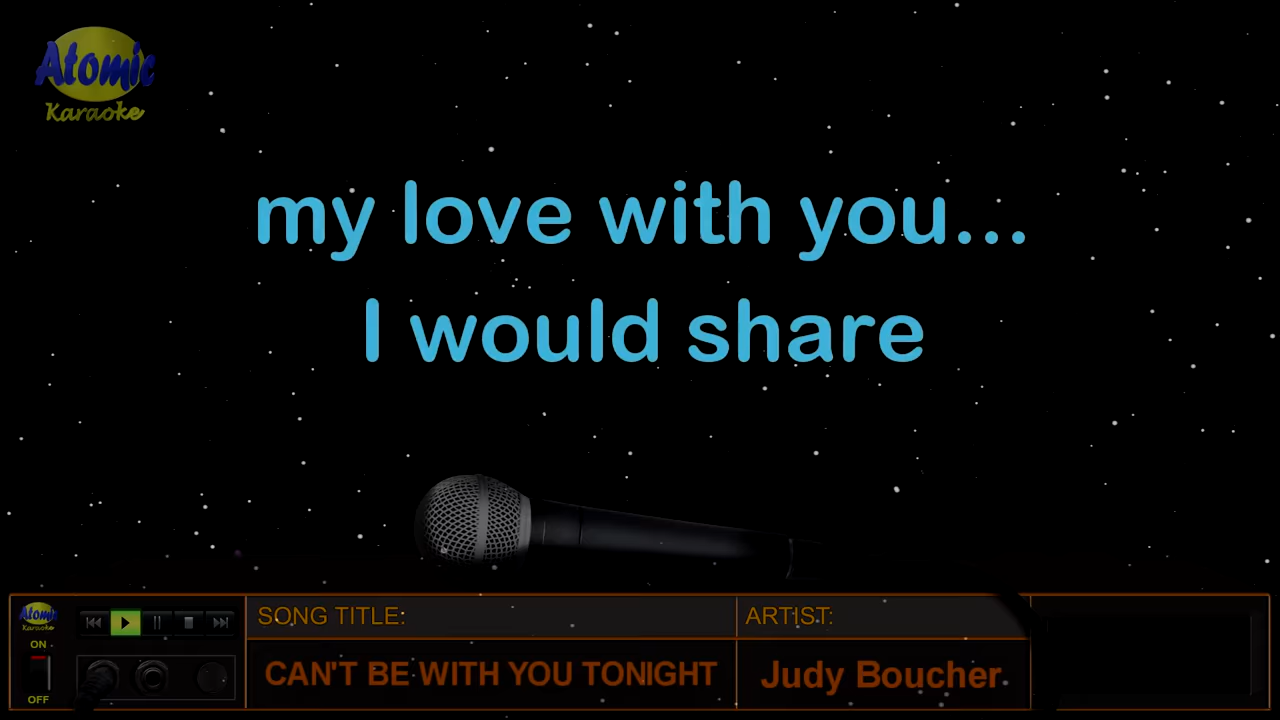 Atomic
Karaoke
my love with you...
I would share
Atomic
Karaoke
ON
OFF
SONG TITLE:
CAN'T BE WITH YOU TONIGHT
ARTIST:
Judy Boucher